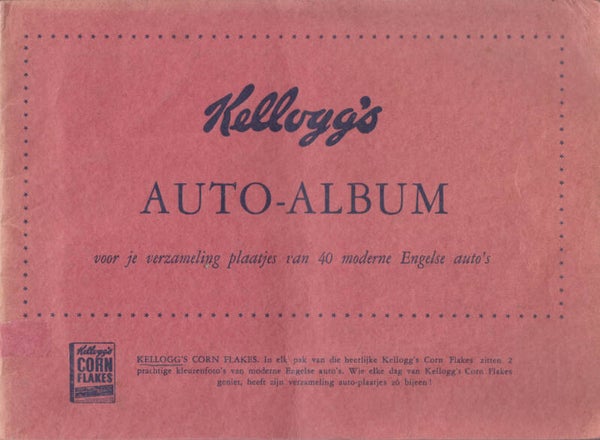 Kellogg's
AUTO-ALBUM
voor je verzameling plaatjes van 40 moderne Engelse auto's
Kellogg's
CORN
FLAKES
KELLOGG'S CORN FLAKES. In elk pak van die heerlijke Kellogg's Corn Flakes zitten 2
prachtige kleuzenfoto's van moderne Engelse auto's. Wie elke dag van Kellogg's Corn Flakes
geniet, heeft zijn verzameling auto-plaatjes zó bijeen!